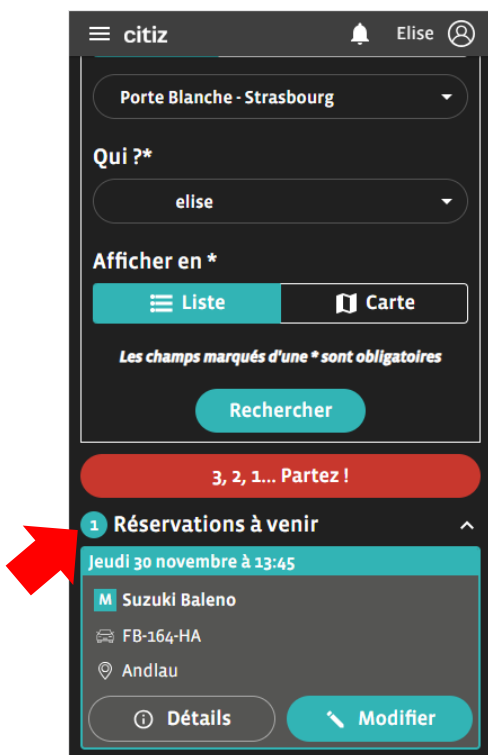 citiz Elise
Porte Blanche - Strasbourg
Qui ?*
elise
Afficher en *
Liste Carte
Les champs marqués d'une * sont obligatoires
Rechercher
3, 2, 1... Partez !
1 Réservations à venir
Jeudi 30 novembre à 13:45
M Suzuki Baleno
FB-164-HA
Andlau
Détails Modifier